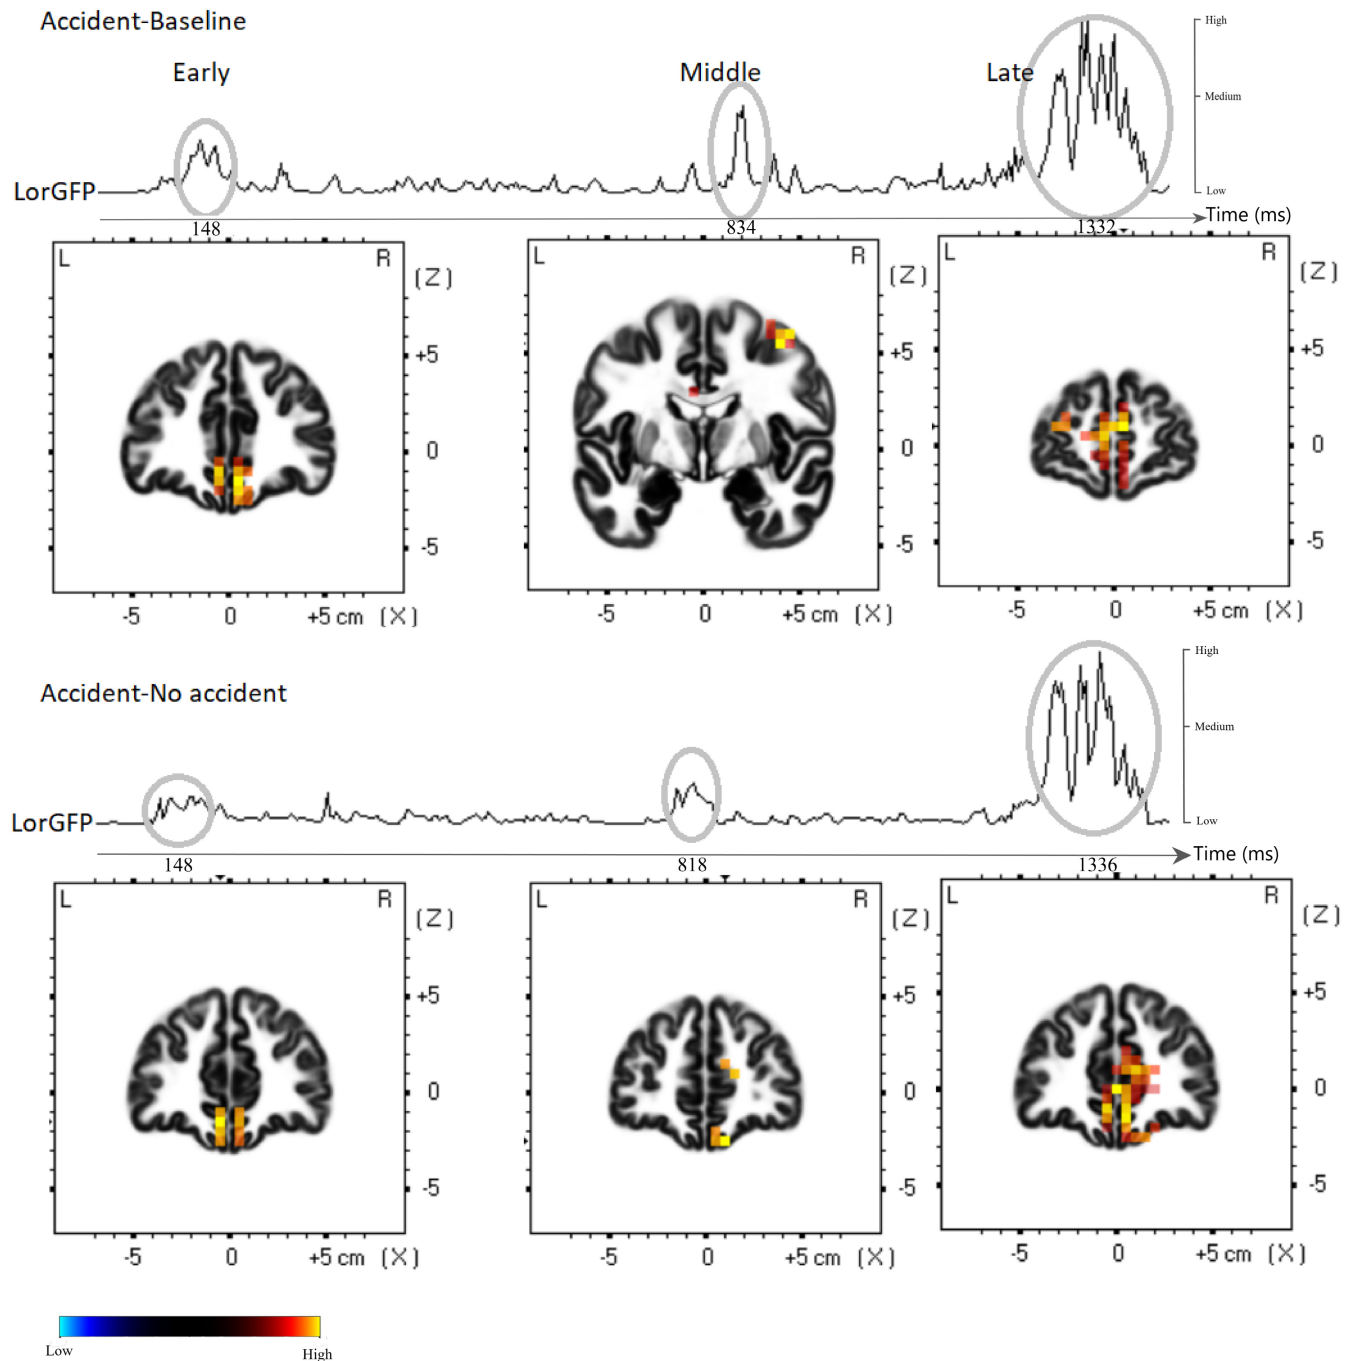 Accident-Baseline
Early
Middle
Late
High
Medium
Low
LorGFP
Time (ms)
148
834
1332
L R (Z)
+5
0
-5
-5 0 +5 cm (X)
L R (Z)
+5
0
-5
-5 0 +5 cm (X)
L R (Z)
+5
0
-5
-5 0 +5 cm (X)
Accident-No accident
High
Medium
Low
LorGFP
Time (ms)
148
818
1336
L R (Z)
+5
0
-5
-5 0 +5 cm (X)
L R (Z)
+5
0
-5
-5 0 +5 cm (X)
L R (Z)
+5
0
-5
-5 0 +5 cm (X)
Low High